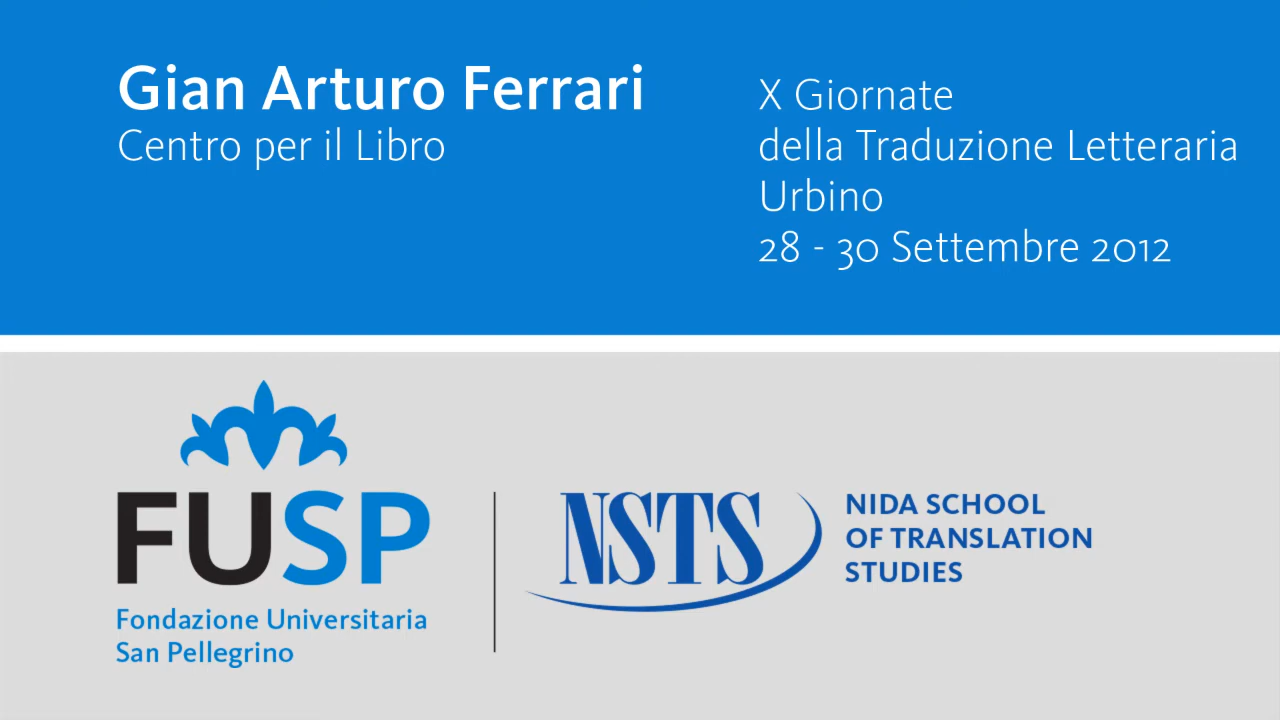 Gian Arturo Ferrari
Centro per il Libro
X Giornate
della Traduzione Letteraria
Urbino
28 - 30 Settembre 2012
FUSP
Fondazione Universitaria
San Pellegrino
NSTS
NIDA SCHOOL
OF TRANSLATION
STUDIES